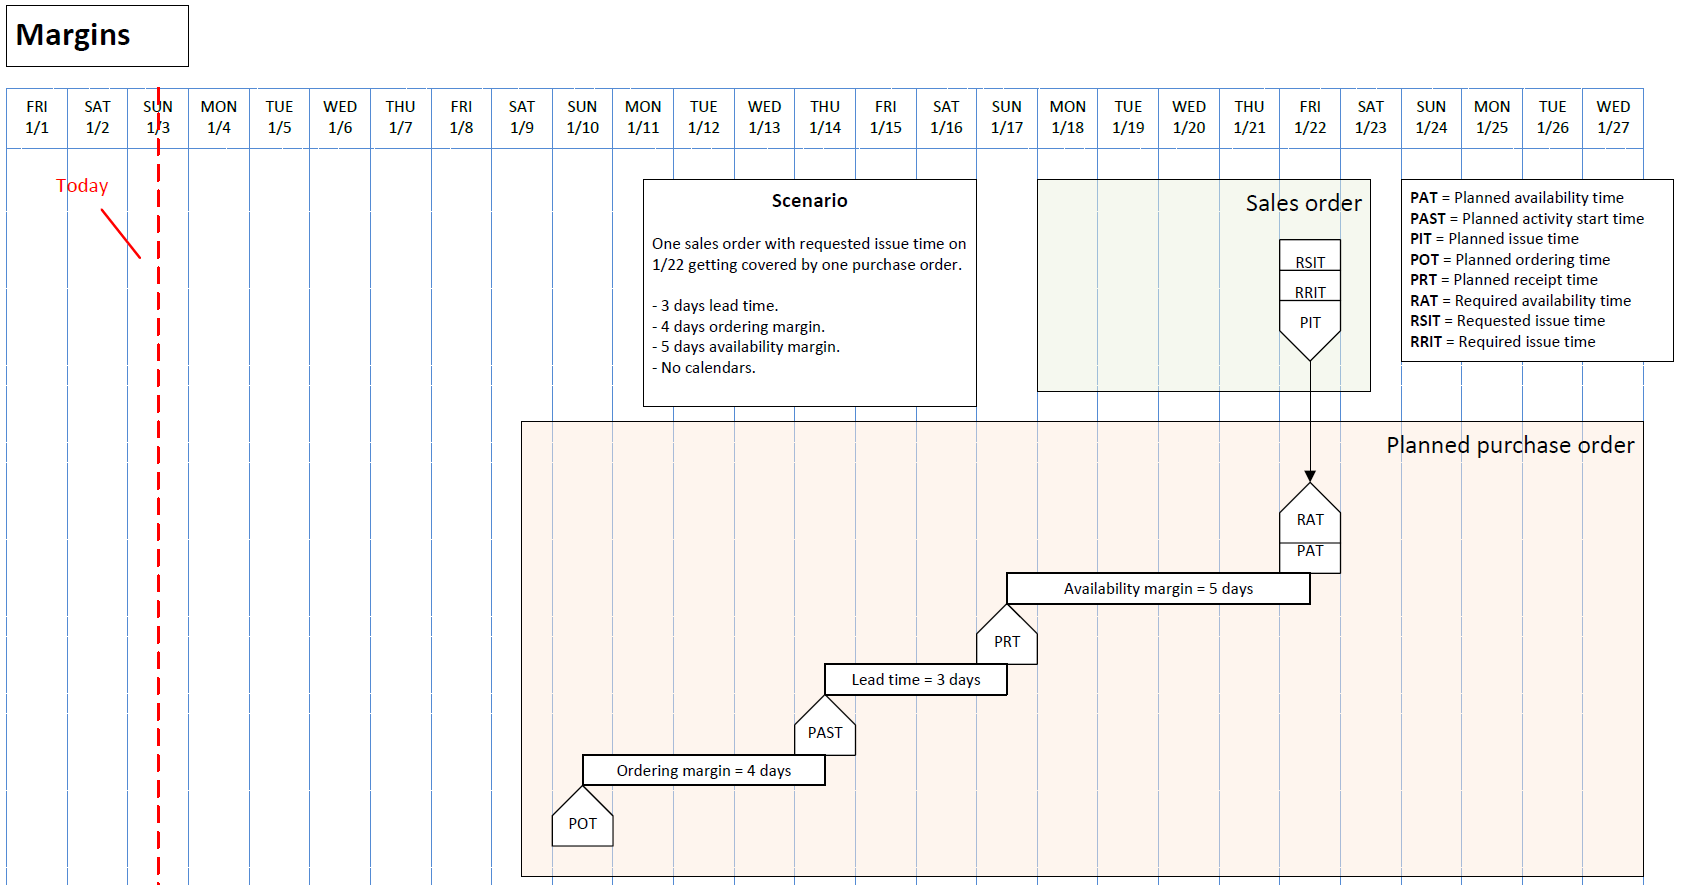 Margins
FRI SAT SUN MON TUE WED THU FRI SAT SUN MON TUE WED THU FRI SAT SUN MON TUE WED THU FRI SAT SUN MON TUE WED
1/1 1/2 1/3 1/4 1/5 1/6 1/7 1/8 1/9 1/10 1/11 1/12 1/13 1/14 1/15 1/16 1/17 1/18 1/19 1/20 1/21 1/22 1/23 1/24 1/25 1/26 1/27
Today
Scenario
One sales order with requested issue time on
1/22 getting covered by one purchase order.
- 3 days lead time.
- 4 days ordering margin.
- 5 days availability margin.
- No calendars.
Sales order
RSIT
RRIT
PIT
PAT = Planned availability time
PAST = Planned activity start time
PIT = Planned issue time
POT = Planned ordering time
PRT = Planned receipt time
RAT = Required availability time
RSIT = Requested issue time
RRIT = Required issue time
Planned purchase order
RAT
PAT
Availability margin = 5 days
PRT
Lead time = 3 days
PAST
Ordering margin = 4 days
POT